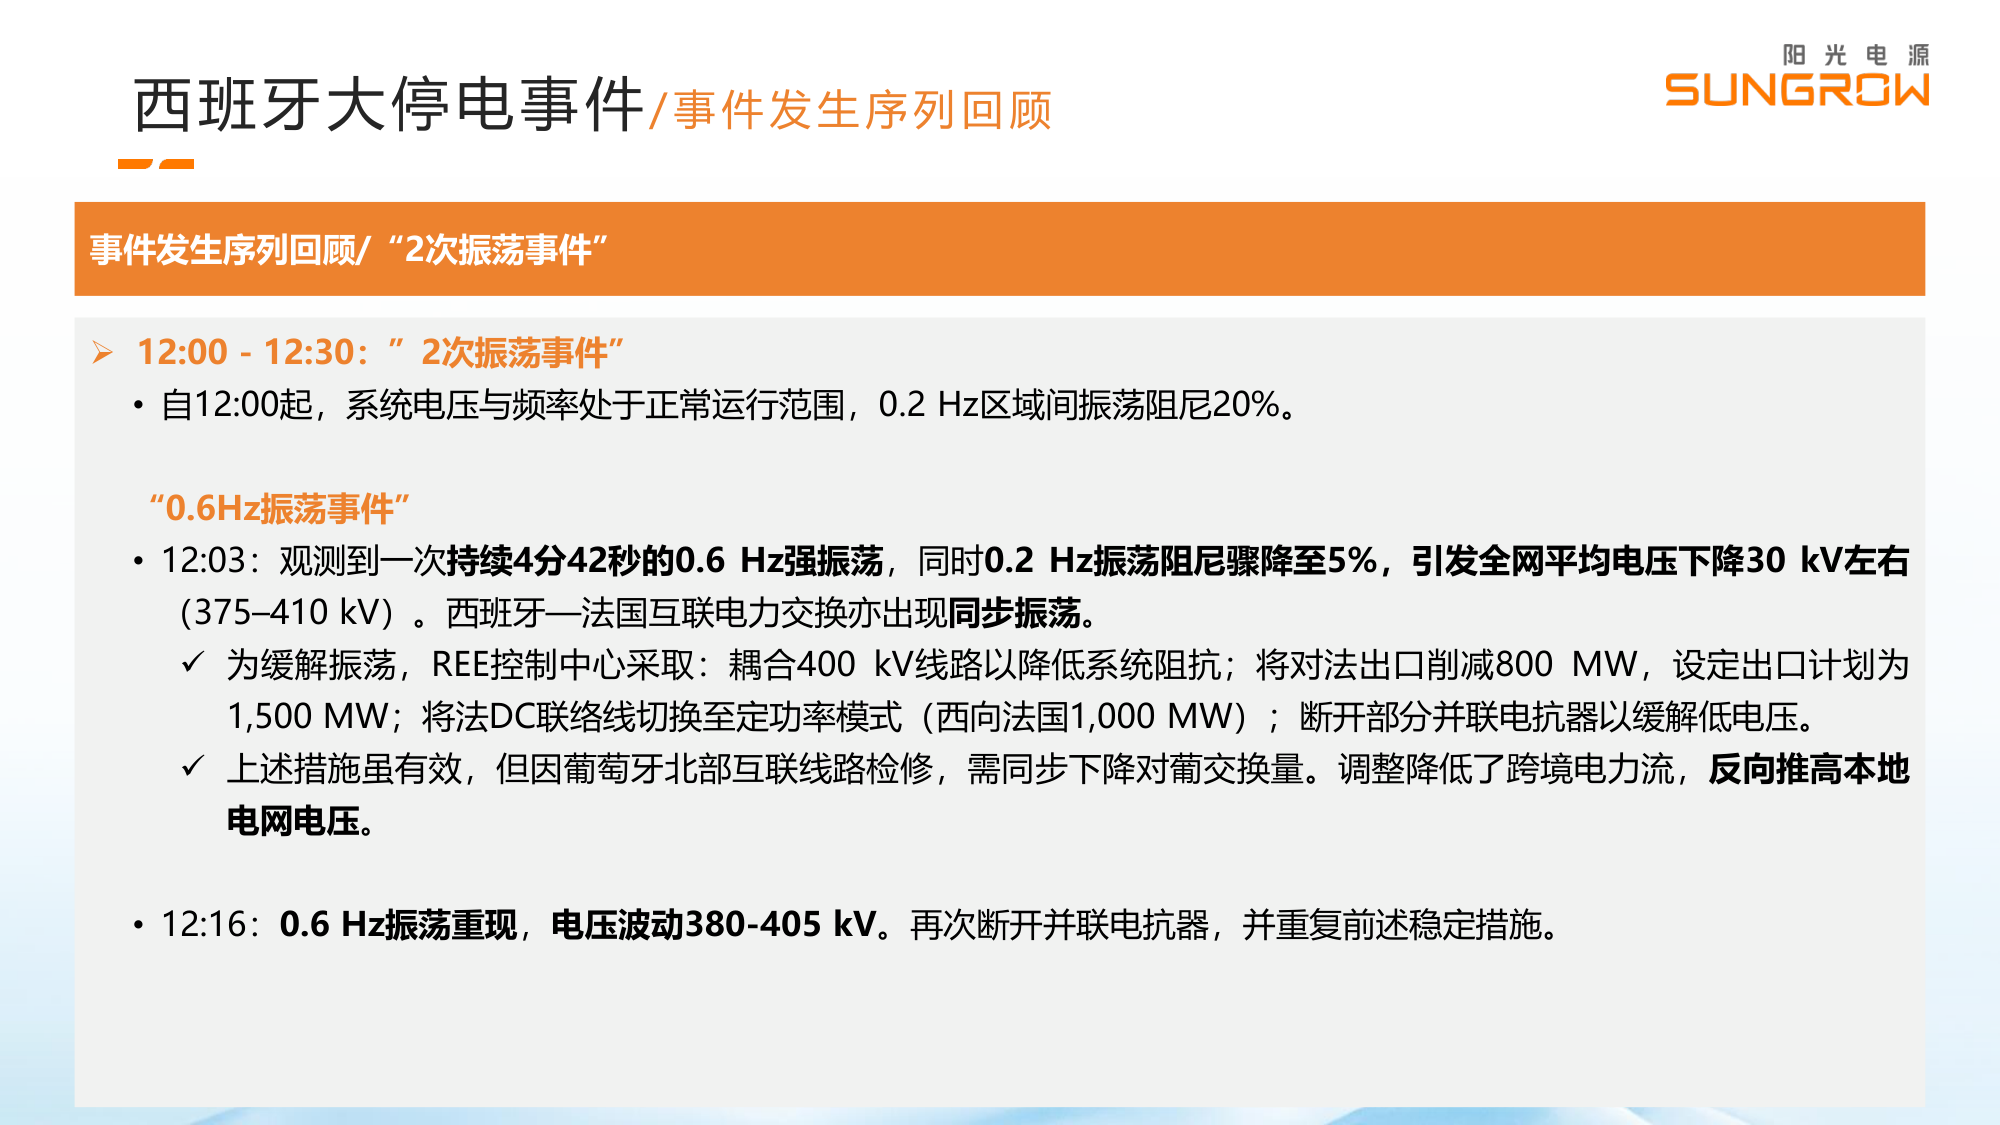 阳光电源
SUNGROW
西班牙大停电事件/事件发生序列回顾
事件发生序列回顾/“2次振荡事件”
➢ 12:00 - 12:30：”2次振荡事件”
• 自12:00起，系统电压与频率处于正常运行范围，0.2 Hz区域间振荡阻尼20%。
“0.6Hz振荡事件”
• 12:03：观测到一次持续4分42秒的0.6 Hz强振荡，同时0.2 Hz振荡阻尼骤降至5%，引发全网平均电压下降30 kV左右
（375–410 kV）。西班牙—法国互联电力交换亦出现同步振荡。
✓ 为缓解振荡，REE控制中心采取：耦合400 kV线路以降低系统阻抗；将对法出口削减800 MW，设定出口计划为
1,500 MW；将法DC联络线切换至定功率模式（西向法国1,000 MW）；断开部分并联电抗器以缓解低电压。
✓ 上述措施虽有效，但因葡萄牙北部互联线路检修，需同步下降对葡交换量。调整降低了跨境电力流，反向推高本地
电网电压。
• 12:16：0.6 Hz振荡重现，电压波动380-405 kV。再次断开并联电抗器，并重复前述稳定措施。